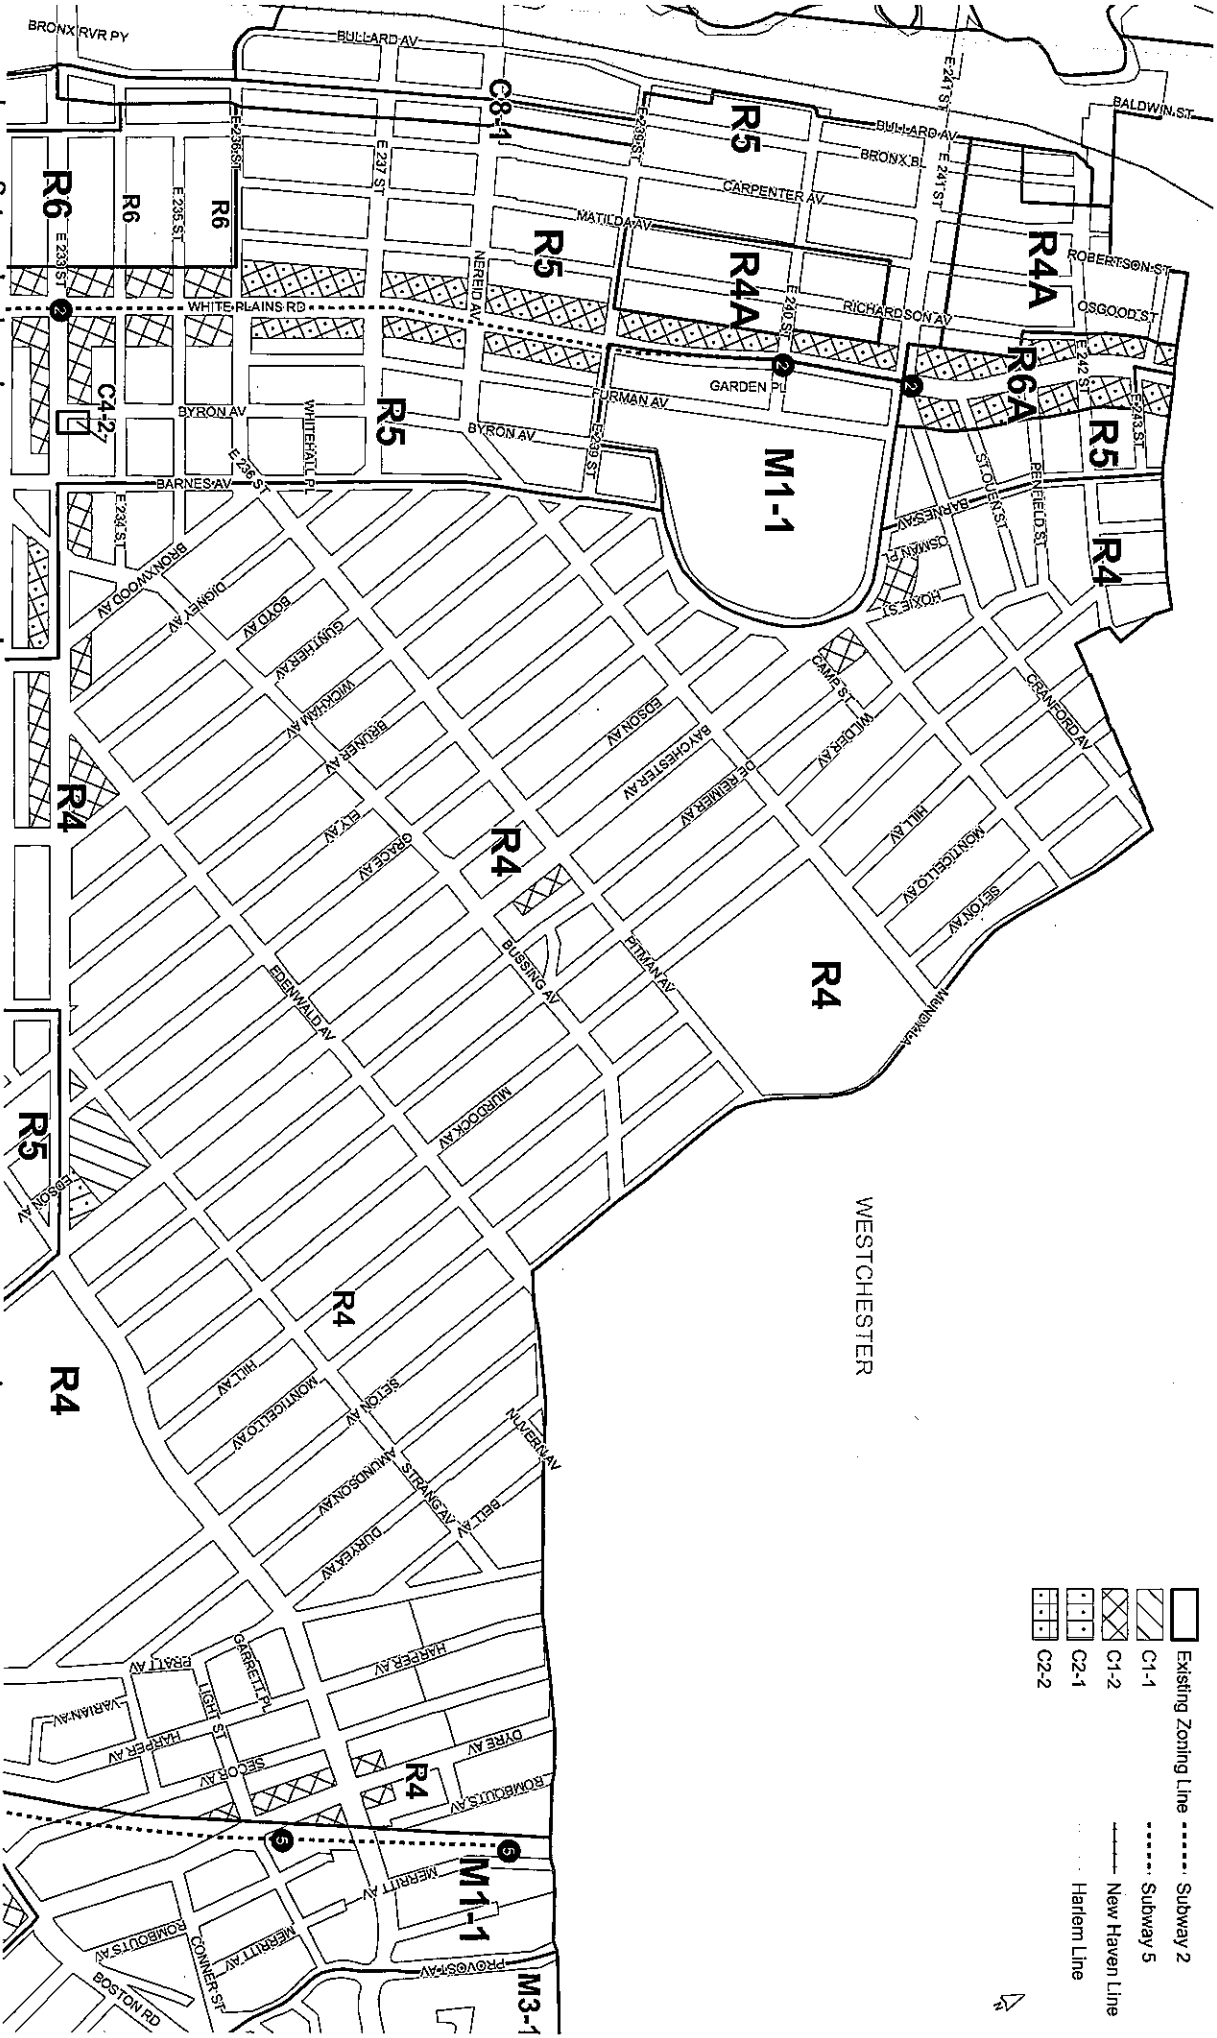 BRONX RVR PY
BULLARD AV
E 241 ST
BALDWIN ST
C8-1
R5
BULLARD AV
E 236 ST
E 237 ST
E 239 ST
BRONX B
E 241 ST
R6
R6
E 235 ST
R6
CARPENTER AV
MATILDA AV
R4A
ROBERTSON ST
E 233 ST
R5
NEREID AV
R4A
2
WHITE PLAINS RD
E 240 ST
RICHARDSON AV
OSGOOD ST
2
2
R6A
E 242 ST
GARDEN PL
FURMAN AV
C4-2
BYRON AV
WHITEHALL PL
R5
BYRON AV
E 239 ST
R5
E 243 ST
E 236 ST
BARNES AV
M1-1
ST. OUEN ST
PENFIELD ST
E 234 ST
BARNES AV
R4
BRONXWOOD AV
DIGNEY AV
BOYD AV
OSMAN PL
HOXIE ST
GUNTHER AV
WICKHAM AV
BRUNER AV
EDSON AV
BAYCHESTER AV
CAMP ST
WILDER AV
CRANFORD AV
R4
ELY AV
GRACE AV
R4
DE REIMER AV
HILL AV
MONTICELLO AV
SETON AV
EDENWALD AV
BUSSING AV
PITMAN AV
R4
MUNDY LA
R5
EDSON AV
MURDOCK AV
WESTCHESTER
R4
R4
HILL AV
MONTICELLO AV
SETON AV
NUVERN AV
AMUNDSON AV
STRANG AV
BELL AV
DURYEA AV
PRATT AV
GARRETT PL
HARPER AV
VARIAN AV
LIGHT ST
HARPER AV
SECOR AV
DYRE AV
R4
ROMBOUTS AV
5
5
MERRITT AV
M1-1
ROMBOUTS AV
CONNER ST
MERRITT AV
PROVOST AV
BOSTON RD
M3-1
Existing Zoning Line
C1-1
C1-2
C2-1
C2-2
Subway 2
Subway 5
New Haven Line
Harlem Line
N